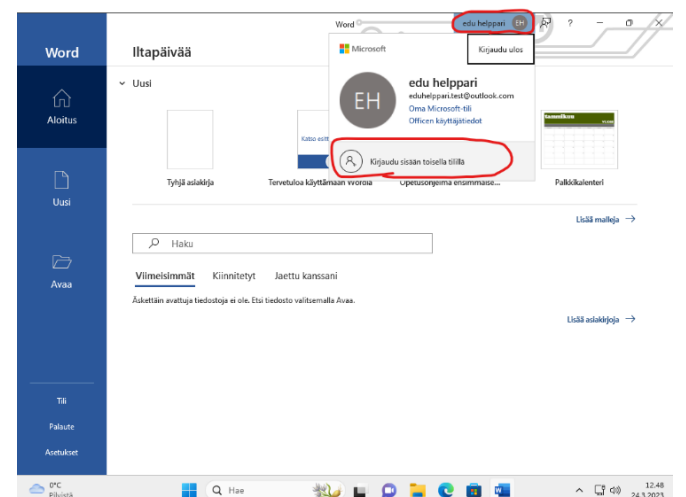 Word
edu helppari EH
?
Word
Iltapäivää
Microsoft
Kirjaudu ulos
EH
edu helppari
eduhelppari.test@outlook.com
Oma Microsoft-tili
Officen käyttäjätiedot
Kirjaudu sisään toisella tilillä
Aloitus
Uusi
Avaa
Tili
Palaute
Asetukset
Uusi
Katso esitt
Tyhjä asiakirja
Tervetuloa käyttämään Wordia
Opetusohjelma ensimmäise...
Palkkikalenteri
Lisää malleja
Haku
Viimeisimmät Kiinnitetyt Jaettu kanssani
Äskettäin avattuja tiedostoja ei ole. Etsi tiedosto valitsemalla Avaa.
Lisää asiakirjoja
0°C
Pilvistä
Hae
12.48
24.3.2023